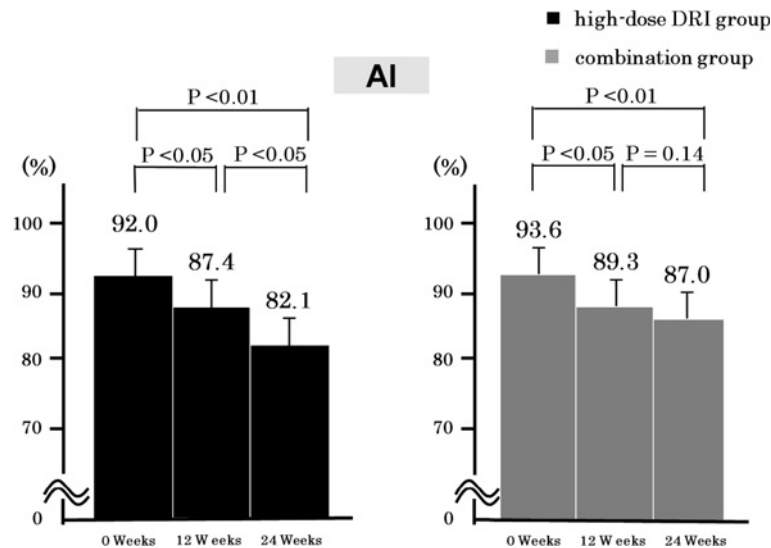 high-dose DRI group
combination group
AI
P <0.01
P <0.05
P <0.05
(%)
100
90
80
70
0
92.0
87.4
82.1
0 Weeks
12 W eeks
24 Weeks
P <0.01
P <0.05
P = 0.14
(%)
100
90
80
70
0
93.6
89.3
87.0
0 Weeks
12 Weeks
24 Weeks